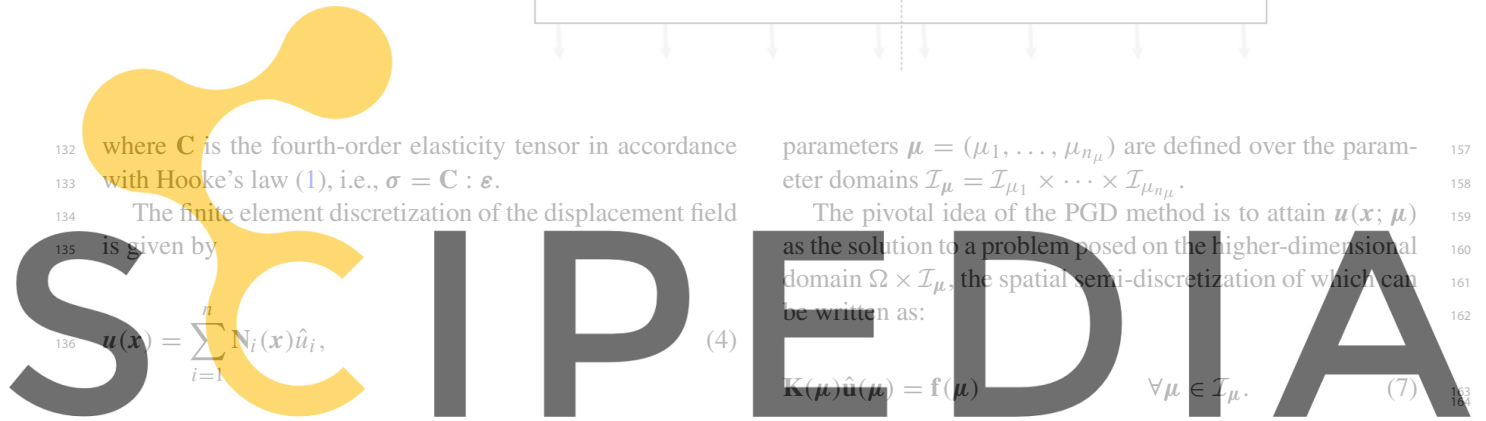 132 where C is the fourth-order elasticity tensor in accordance
133 with Hooke's law (1), i.e., σ = C : ε.
134 The finite element discretization of the displacement field
135 is given by
136 u(x) = ∑_{i=1}^{n} N_i(x)û_i, (4)
parameters μ = (μ_1, . . . , μ_{n_μ}) are defined over the param- 157
eter domains I_μ = I_{μ_1} × · · · × I_{μ_{n_μ}}. 158
The pivotal idea of the PGD method is to attain u(x; μ) 159
as the solution to a problem posed on the higher-dimensional 160
domain Ω × I_μ, the spatial semi-discretization of which can 161
be written as: 162
K(μ)û(μ) = f(μ) ∀μ ∈ I_μ. (7) 163
164
SCIPEDIA